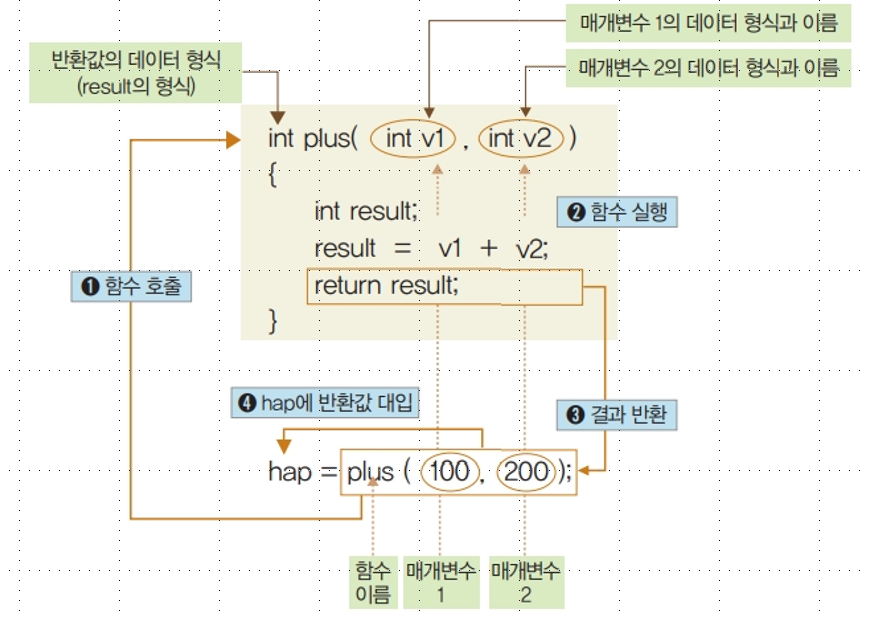 매개변수 1의 데이터 형식과 이름
반환값의 데이터 형식
(result의 형식)
매개변수 2의 데이터 형식과 이름
int plus( int v1 , int v2 )
{
int result;
❷ 함수 실행
result = v1 + v2;
❶ 함수 호출
return result;
}
❹ hap에 반환값 대입
❸ 결과 반환
hap = plus ( 100, 200 );
함수
이름
매개변수
1
매개변수
2